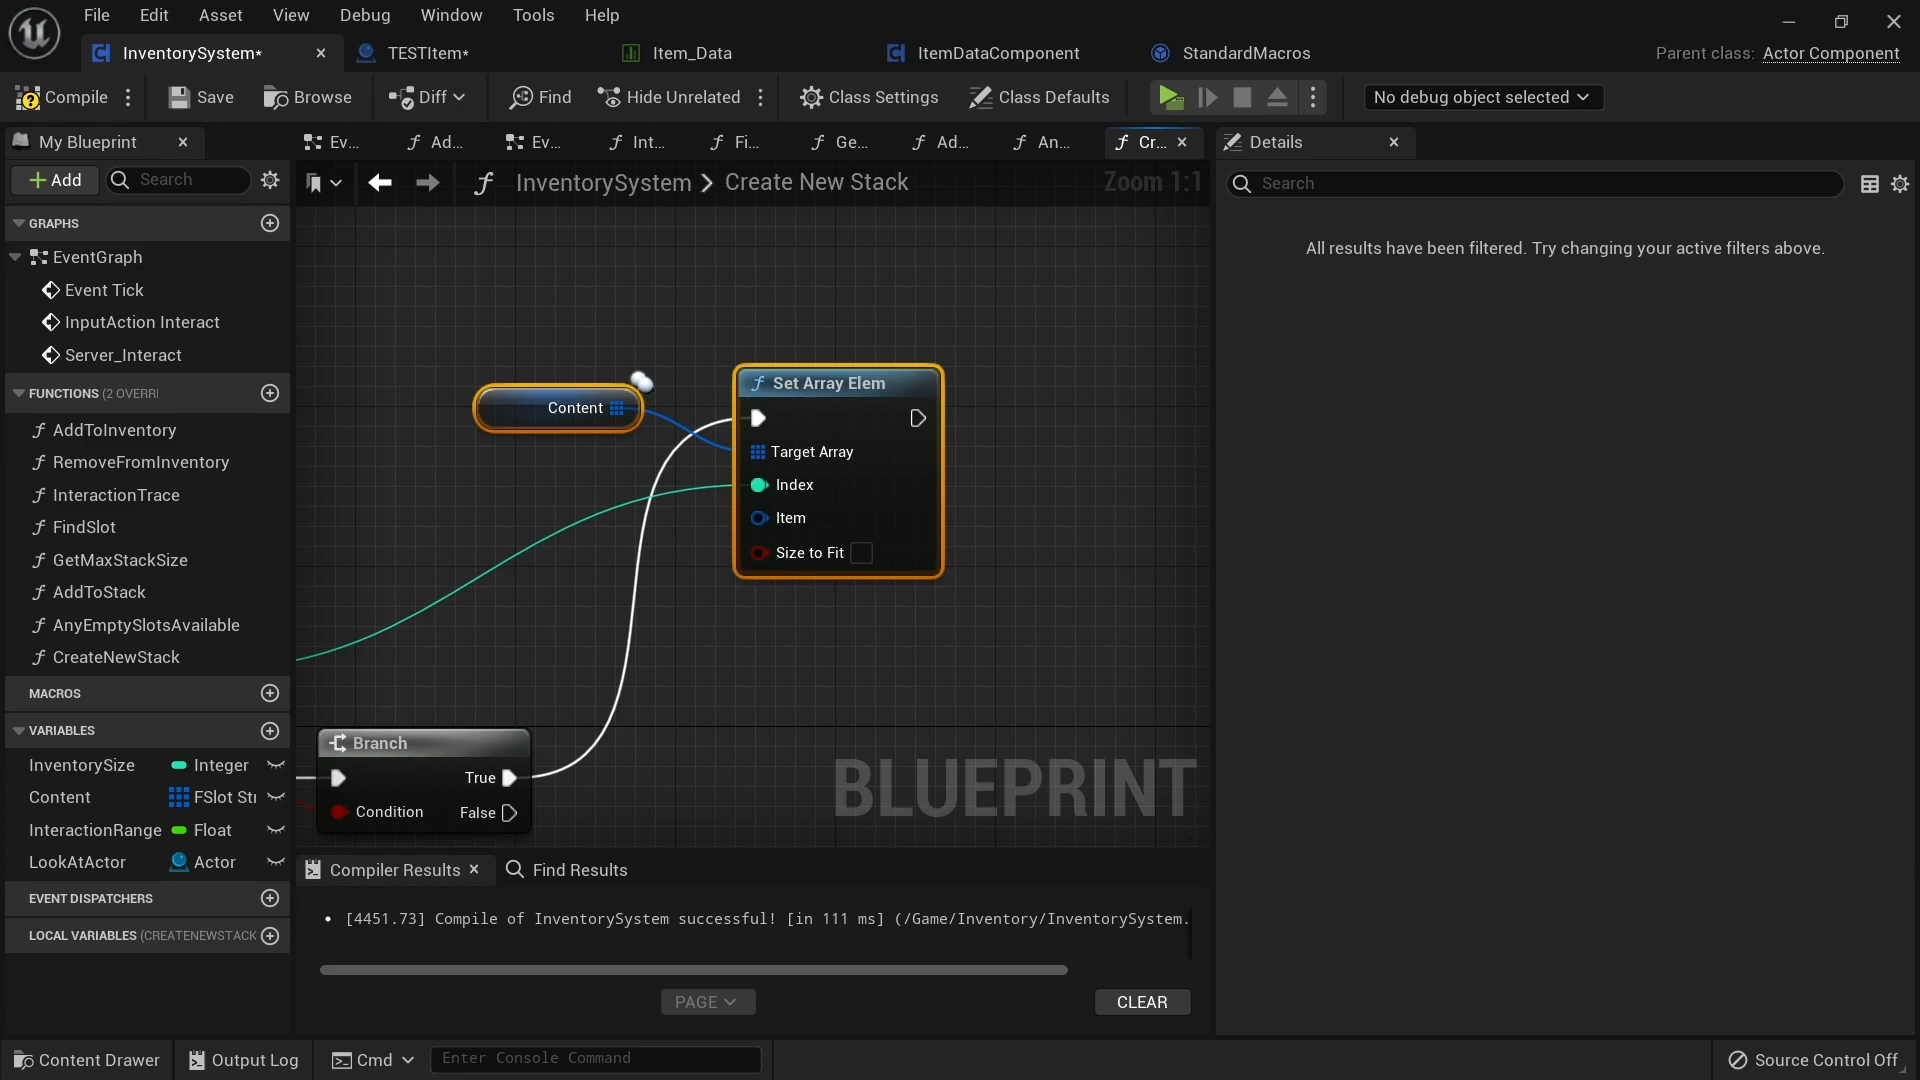 File Edit Asset View Debug Window Tools Help
InventorySystem* TESTItem* Item_Data ItemDataComponent StandardMacros Parent class: Actor Component
Compile Save Browse Diff Find Hide Unrelated Class Settings Class Defaults No debug object selected
My Blueprint Ev... Ad... Ev... Int... Fi... Ge... Ad... An... Cr... Details
Add Search InventorySystem > Create New Stack Zoom 1:1 Search
GRAPHS
All results have been filtered. Try changing your active filters above.
EventGraph
Event Tick
InputAction Interact
Server_Interact
FUNCTIONS (2 OVERRI
AddToInventory
RemoveFromInventory
InteractionTrace
FindSlot
GetMaxStackSize
AddToStack
AnyEmptySlotsAvailable
CreateNewStack
MACROS
VARIABLES
InventorySize Integer
Content FSlot Str
InteractionRange Float
LookAtActor Actor
EVENT DISPATCHERS
LOCAL VARIABLES (CREATENEWSTACK
Content
Set Array Elem
Target Array
Index
Item
Size to Fit
Branch
True
Condition False
BLUEPRINT
Compiler Results Find Results
• [4451.73] Compile of InventorySystem successful! [in 111 ms] (/Game/Inventory/InventorySystem.
PAGE CLEAR
Content Drawer Output Log Cmd Enter Console Command Source Control Off